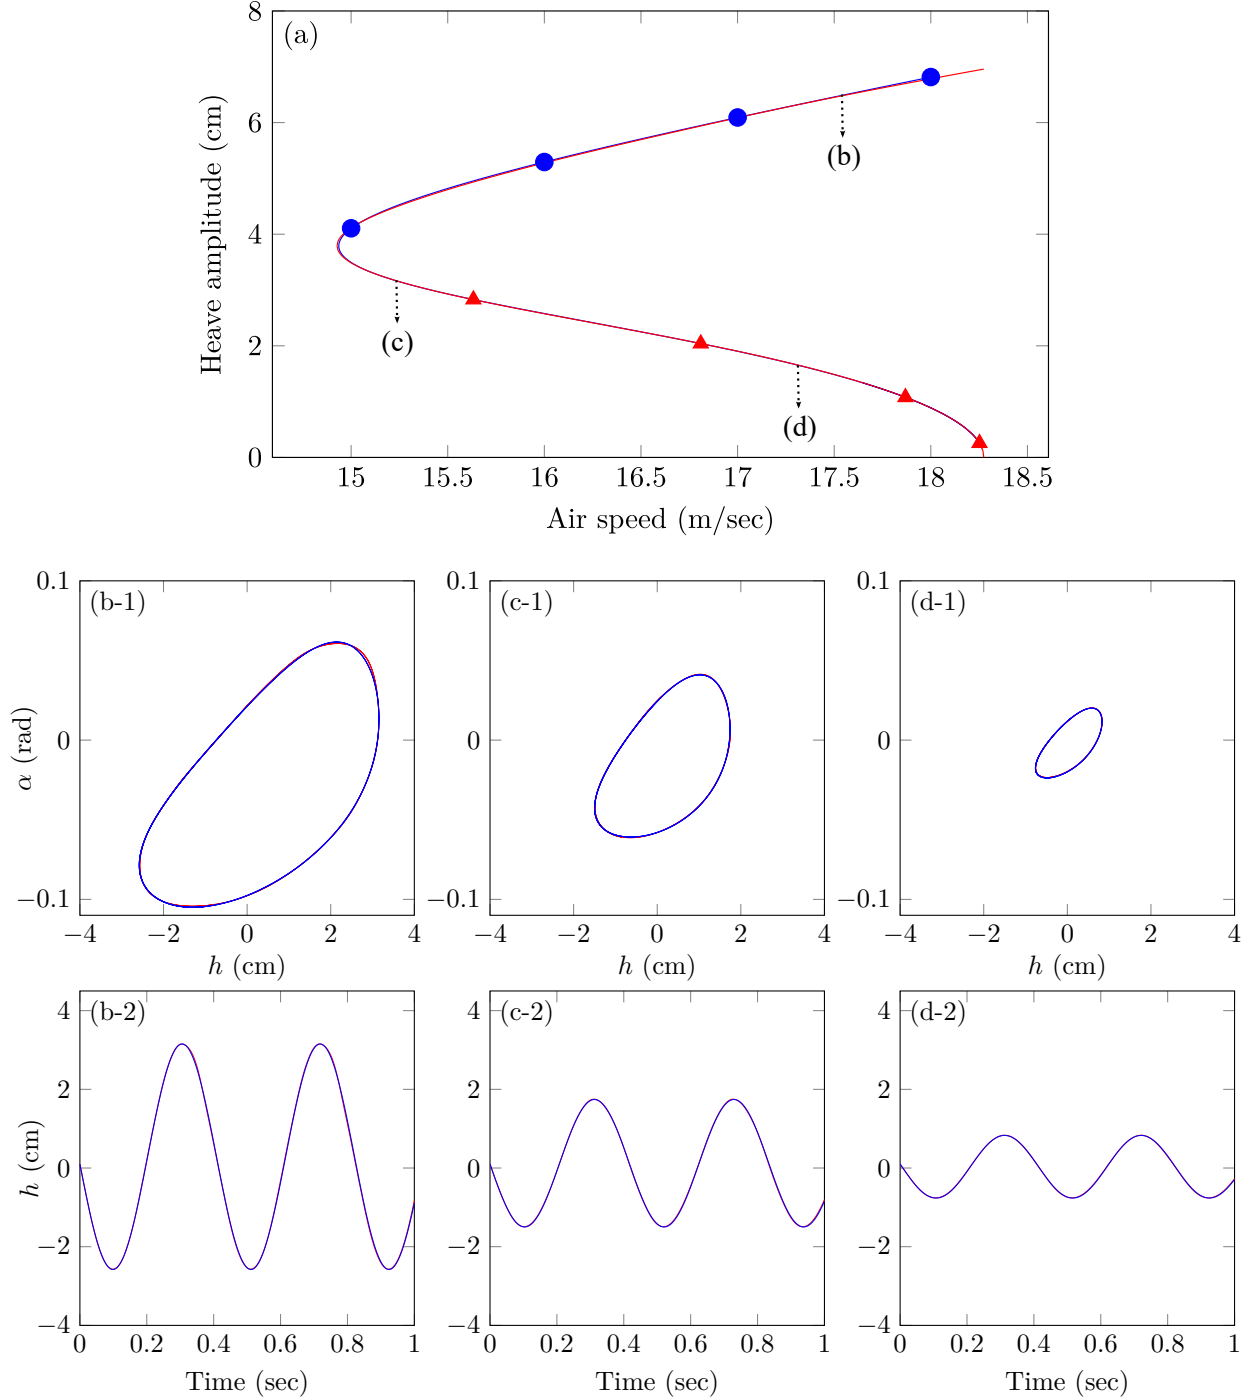 (a)
Heave amplitude (cm)
8
6
4
2
0
(b)
(c)
(d)
15 15.5 16 16.5 17 17.5 18 18.5
Air speed (m/sec)
(b-1) (c-1) (d-1)
α (rad)
0.1 0.1 0.1
0 0 0
−0.1 −0.1 −0.1
−4 −2 0 2 4 −4 −2 0 2 4 −4 −2 0 2 4
h (cm) h (cm) h (cm)
(b-2) (c-2) (d-2)
h (cm)
4 4 4
2 2 2
0 0 0
−2 −2 −2
−4 −4 −4
0 0.2 0.4 0.6 0.8 1 0 0.2 0.4 0.6 0.8 1 0 0.2 0.4 0.6 0.8 1
Time (sec) Time (sec) Time (sec)